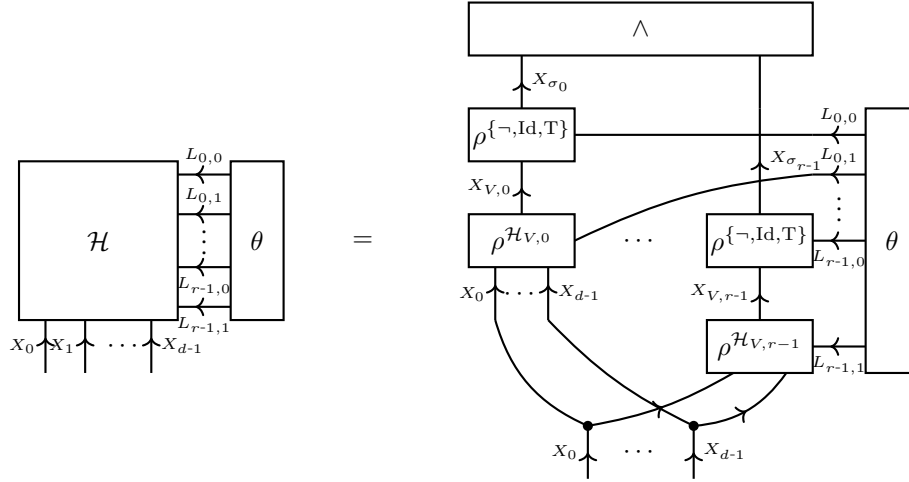 ∧
X_{σ_0}
ρ^{\{¬,Id,T\}} L_{0,0}
L_{0,0} X_{σ_{r-1}} L_{0,1}
X_{V,0}
L_{0,1} ⋮
H ⋮ θ = ρ^{H_{V,0}} ⋯ ρ^{\{¬,Id,T\}} θ
L_{r-1,0} L_{r-1,0}
X_0 ⋯ X_{d-1} X_{V,r-1}
L_{r-1,1}
X_0 X_1 ⋯ X_{d-1} ρ^{H_{V,r-1}}
L_{r-1,1}
X_0 ⋯ X_{d-1}